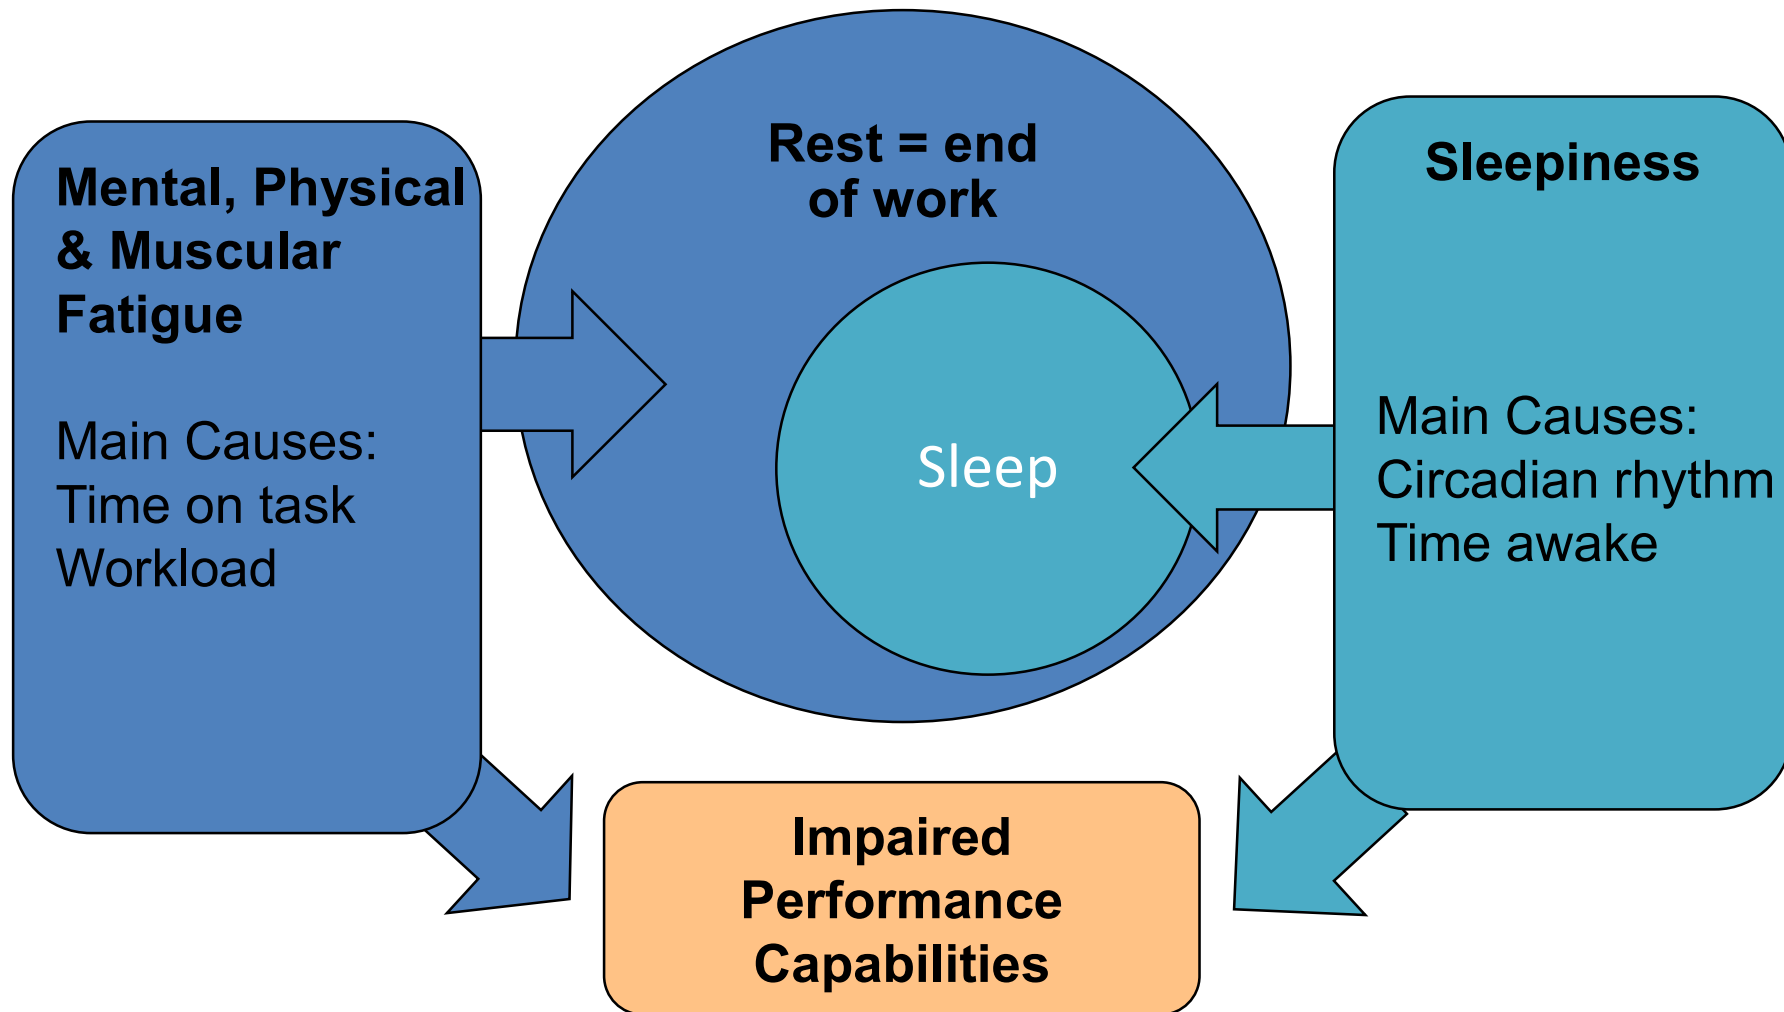 Mental, Physical
& Muscular
Fatigue
Main Causes:
Time on task
Workload
Rest = end
of work
Sleep
Sleepiness
Main Causes:
Circadian rhythm
Time awake
Impaired
Performance
Capabilities